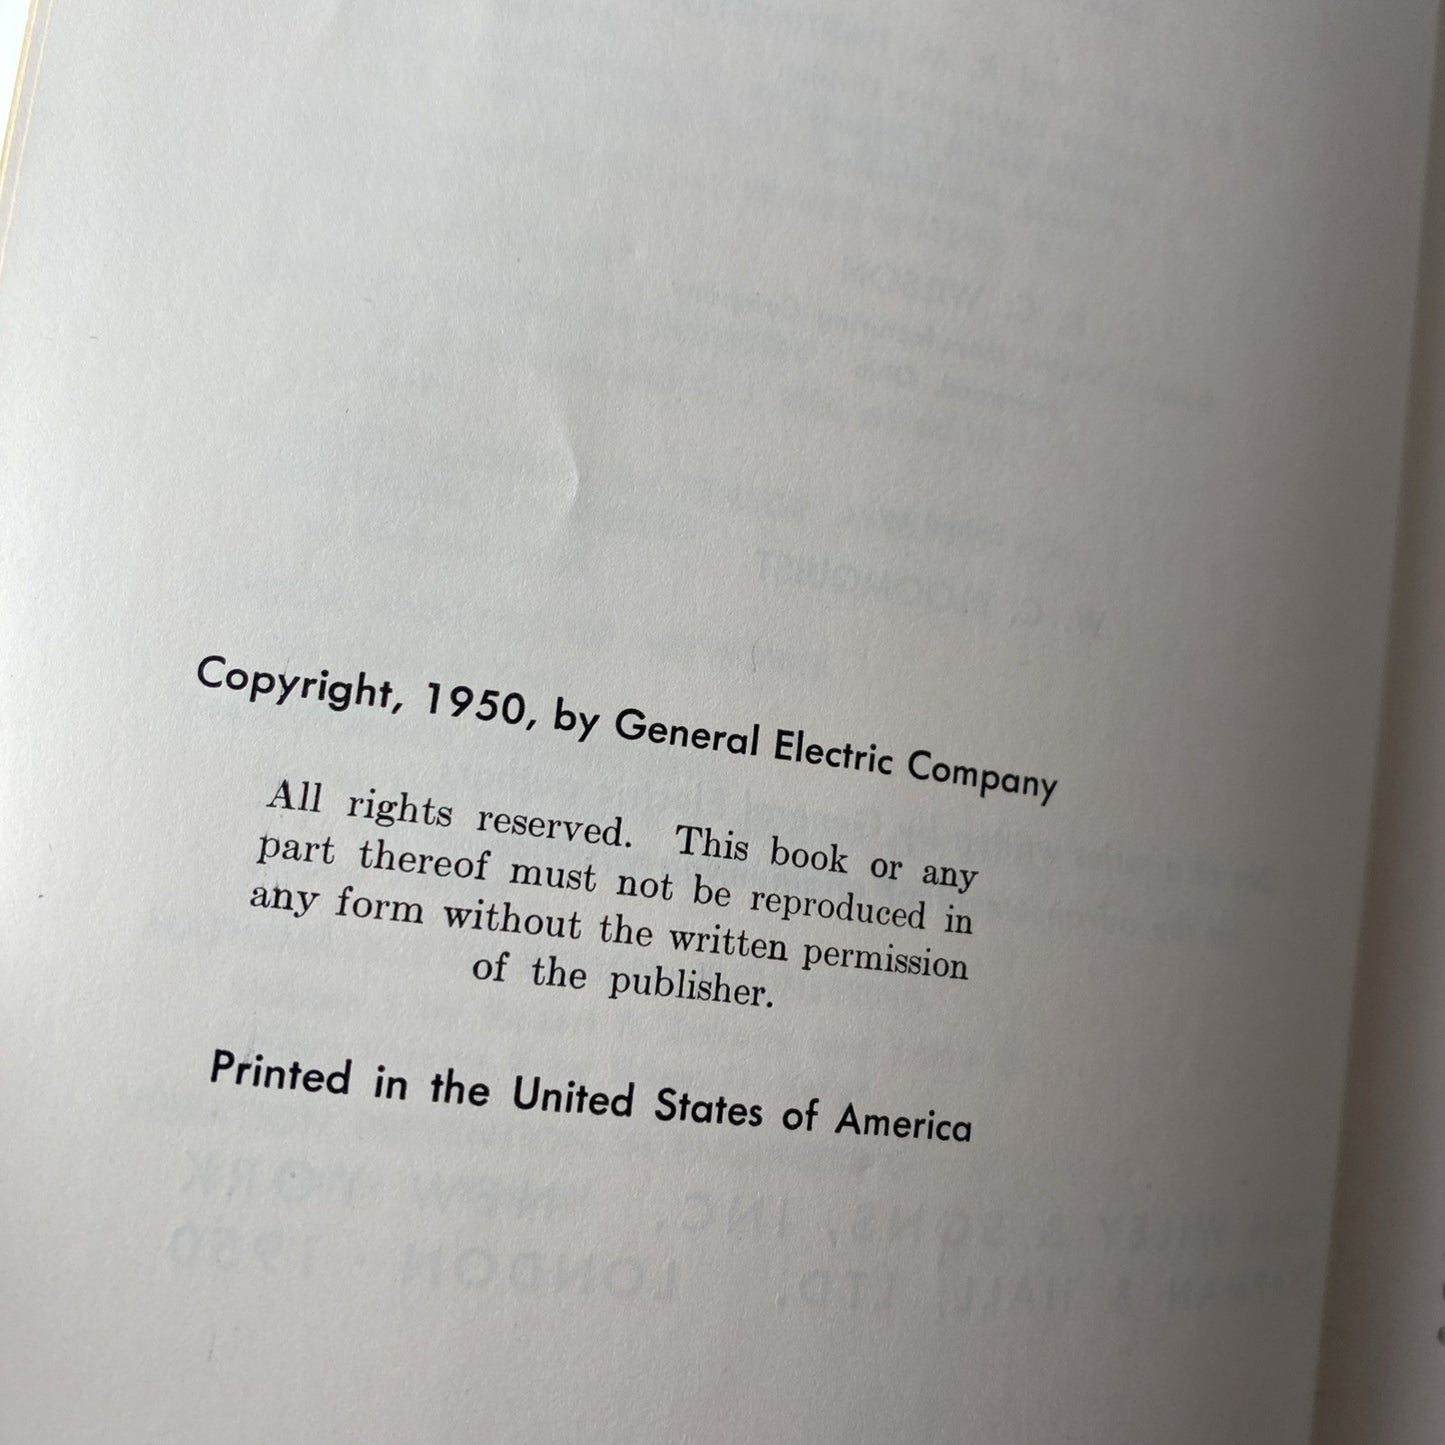 Copyright, 1950, by General Electric Company
All rights reserved. This book or any
part thereof must not be reproduced in
any form without the written permission
of the publisher.
Printed in the United States of America